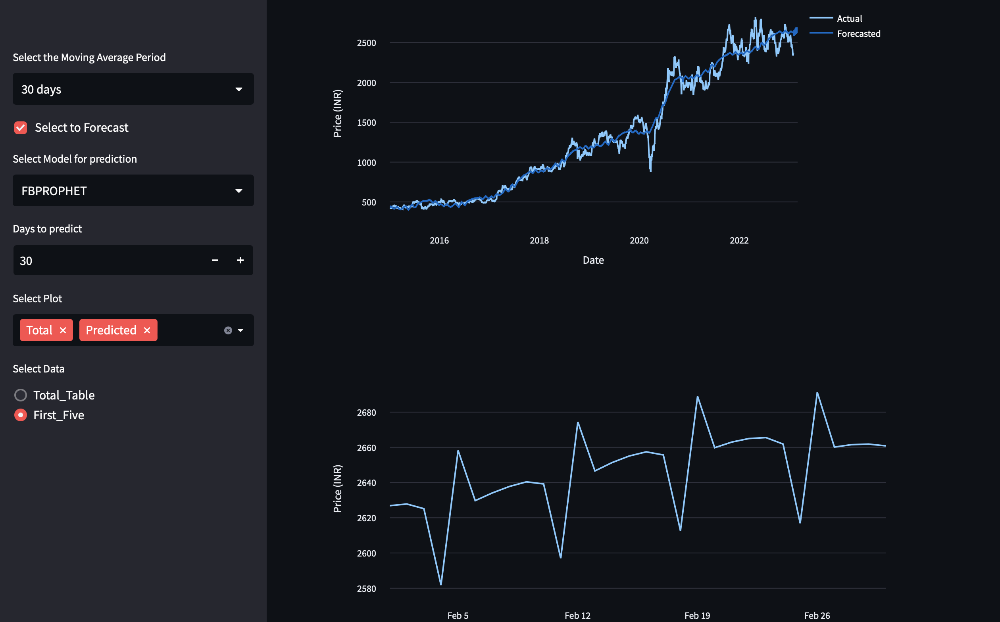 Select the Moving Average Period
30 days
Select to Forecast
Select Model for prediction
FBPROPHET
Days to predict
30
Select Plot
Total
Predicted
Select Data
Total_Table
First_Five
Actual
Forecasted
2500
2000
1500
1000
500
Price (INR)
2016 2018 2020 2022
Date
2680
2660
2640
2620
2600
2580
Price (INR)
Feb 5 Feb 12 Feb 19 Feb 26